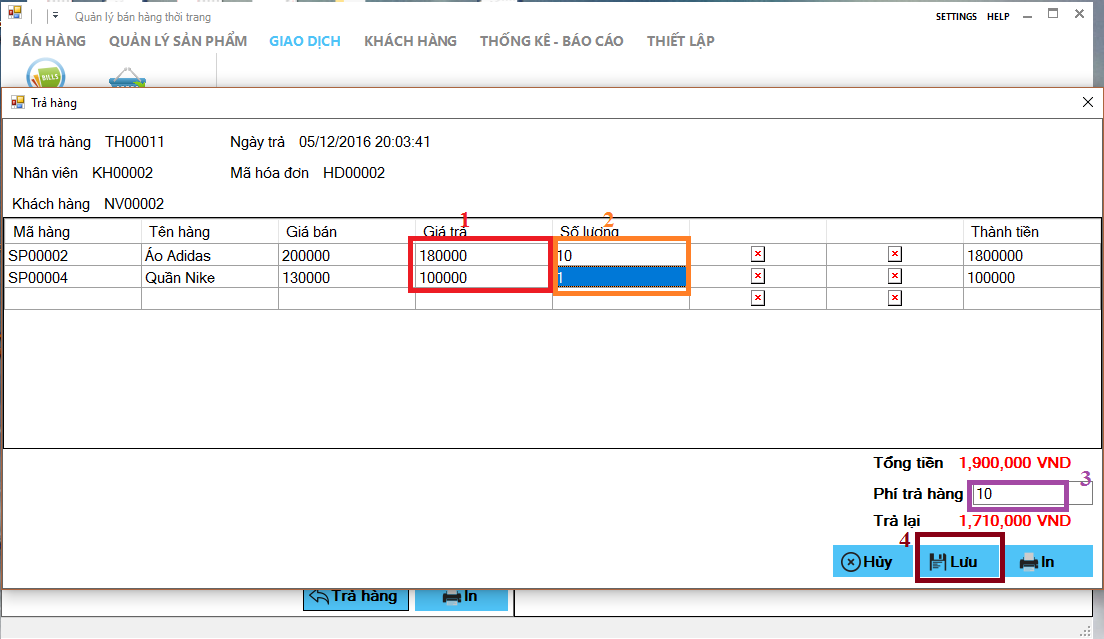 Quản lý bán hàng thời trang
SETTINGS HELP
BÁN HÀNG QUẢN LÝ SẢN PHẨM GIAO DỊCH KHÁCH HÀNG THỐNG KÊ - BÁO CÁO THIẾT LẬP
BILLS
Trả hàng
Mã trả hàng TH00011 Ngày trả 05/12/2016 20:03:41
Nhân viên KH00002 Mã hóa đơn HD00002
Khách hàng NV00002
1 2
Mã hàng Tên hàng Giá bán Giá trả Số lượng Thành tiền
SP00002 Áo Adidas 200000 180000 10 1800000
SP00004 Quần Nike 130000 100000 1 100000
Tổng tiền 1,900,000 VND
3
Phí trả hàng 10
Trả lại 1,710,000 VND
4
Hủy Lưu In
Trả hàng In